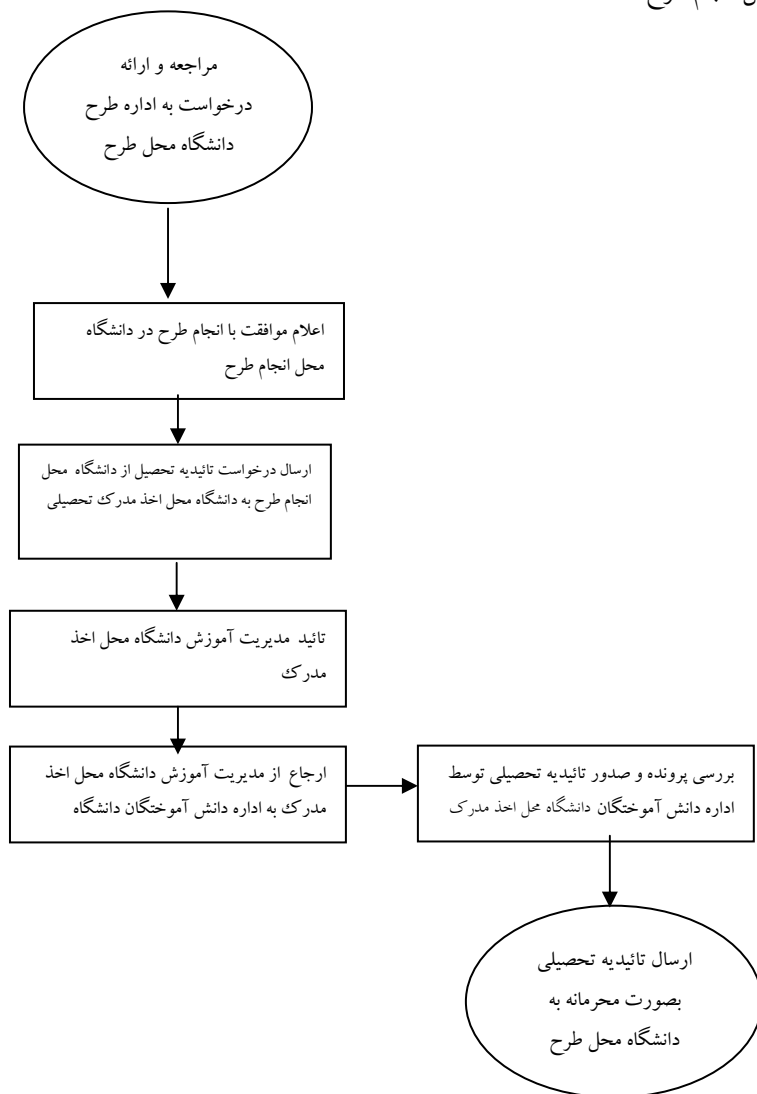 انجام طرح
مراجعه و ارائه
درخواست به اداره طرح
دانشگاه محل طرح
اعلام موافقت با انجام طرح در دانشگاه
محل انجام طرح
ارسال درخواست تائیدیه تحصیل از دانشگاه محل
انجام طرح به دانشگاه محل اخذ مدرک تحصیلی
تائید مدیریت آموزش دانشگاه محل اخذ
مدرک
ارجاع از مدیریت آموزش دانشگاه محل اخذ
مدرک به اداره دانش آموختگان دانشگاه
بررسی پرونده و صدور تائیدیه تحصیلی توسط
اداره دانش آموختگان دانشگاه محل اخذ مدرک
ارسال تائیدیه تحصیلی
بصورت محرمانه به
دانشگاه محل طرح